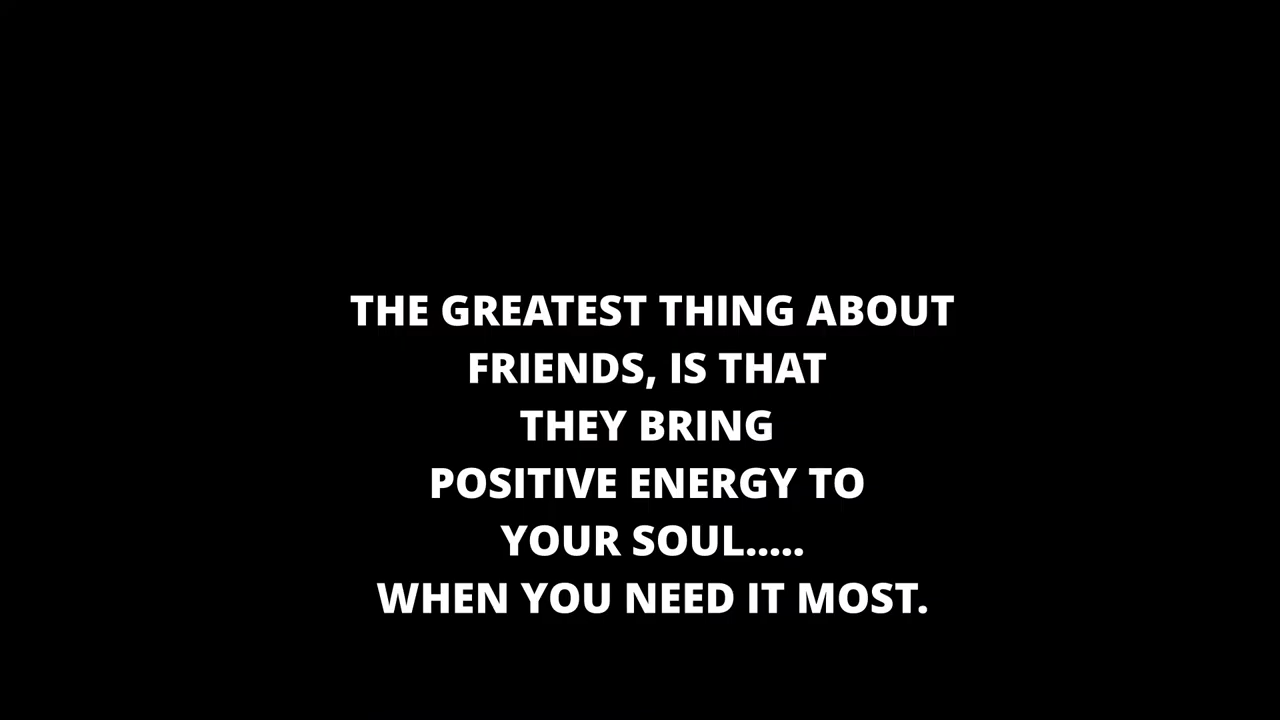 THE GREATEST THING ABOUT
FRIENDS, IS THAT
THEY BRING
POSITIVE ENERGY TO
YOUR SOUL.....
WHEN YOU NEED IT MOST.